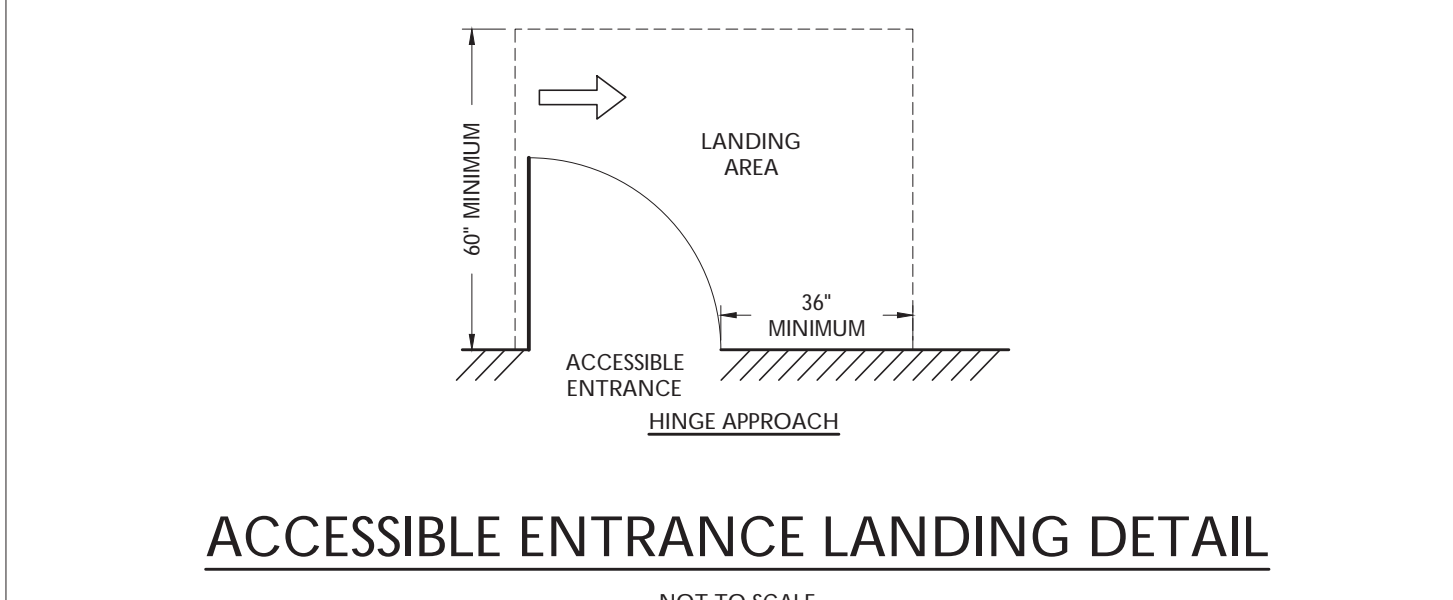 60" MINIMUM
LANDING
AREA
36"
MINIMUM
ACCESSIBLE
ENTRANCE
HINGE APPROACH
ACCESSIBLE ENTRANCE LANDING DETAIL
NOT TO SCALE